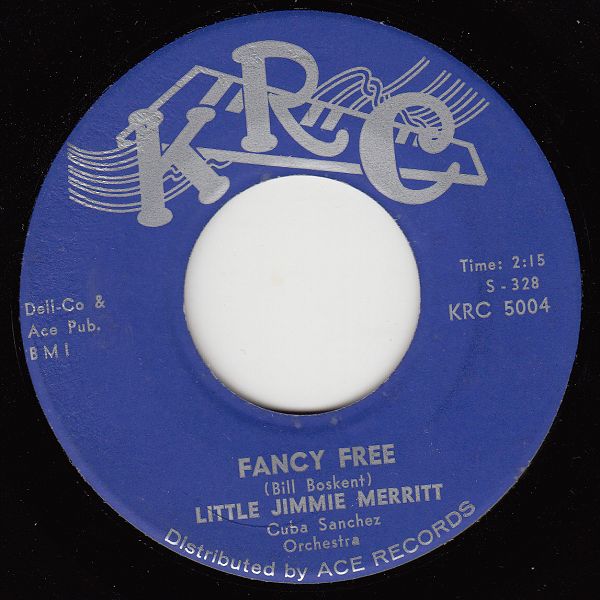 KRC
Time: 2:15
S-328
KRC 5004
Dell-Co &
Ace Pub.
BMI
FANCY FREE
(Bill Boskent)
LITTLE JIMMIE MERRITT
Cuba Sanchez
Orchestra
Distributed by ACE RECORDS